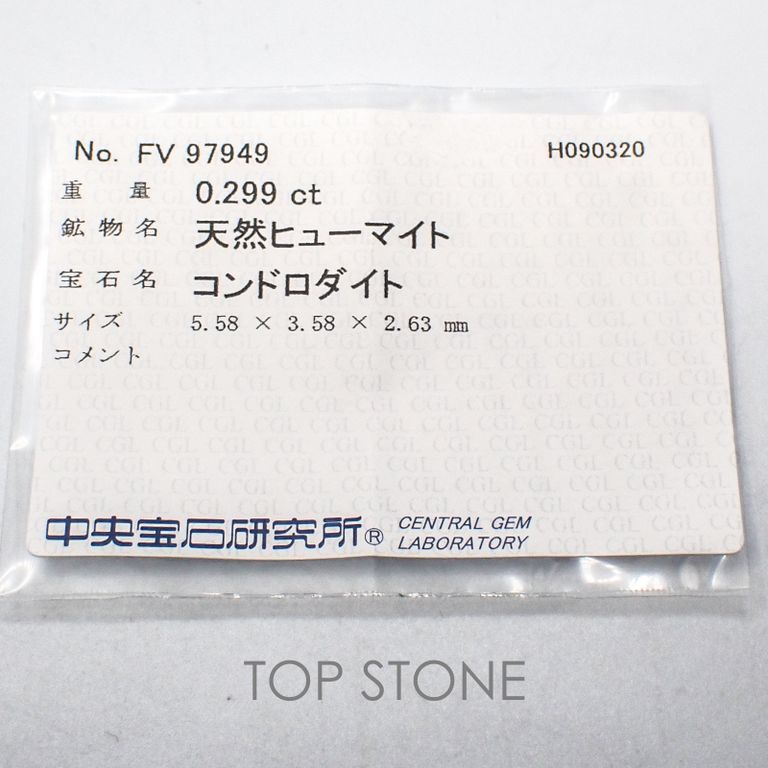 No. FV 97949 H090320
重量 0.299 ct
鉱物名 天然ヒューマイト
宝石名 コンドロダイト
サイズ 5.58 × 3.58 × 2.63 mm
コメント
中央宝石研究所® CENTRAL GEM
LABORATORY
TOP STONE